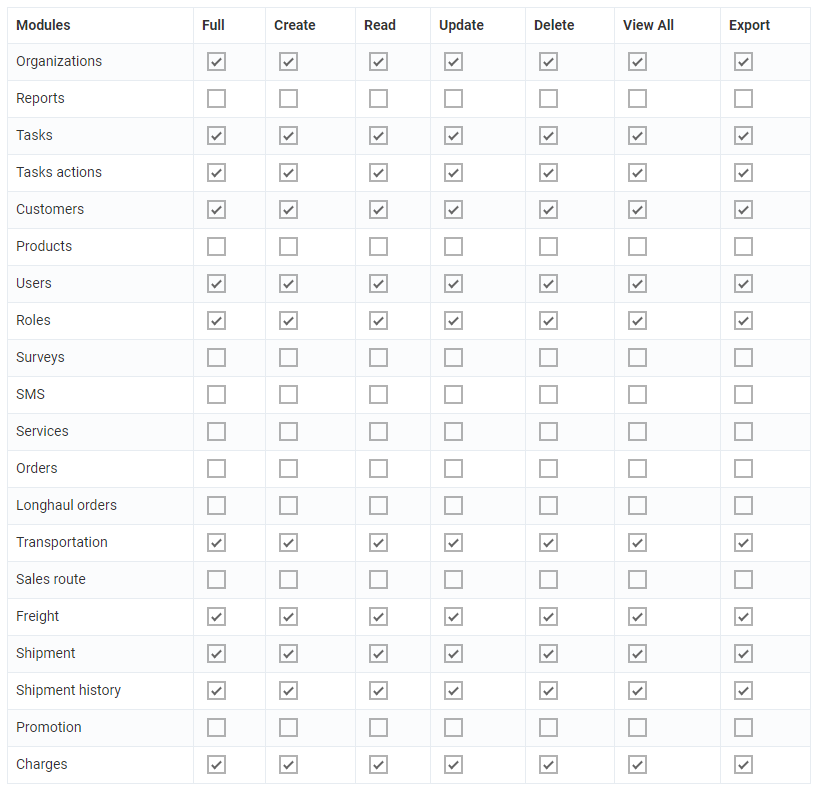 Modules Full Create Read Update Delete View All Export
Organizations
Reports
Tasks
Tasks actions
Customers
Products
Users
Roles
Surveys
SMS
Services
Orders
Longhaul orders
Transportation
Sales route
Freight
Shipment
Shipment history
Promotion
Charges